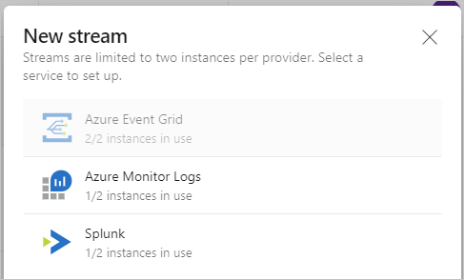 New stream
Streams are limited to two instances per provider. Select a
service to set up.
Azure Event Grid
2/2 instances in use
Azure Monitor Logs
1/2 instances in use
Splunk
1/2 instances in use